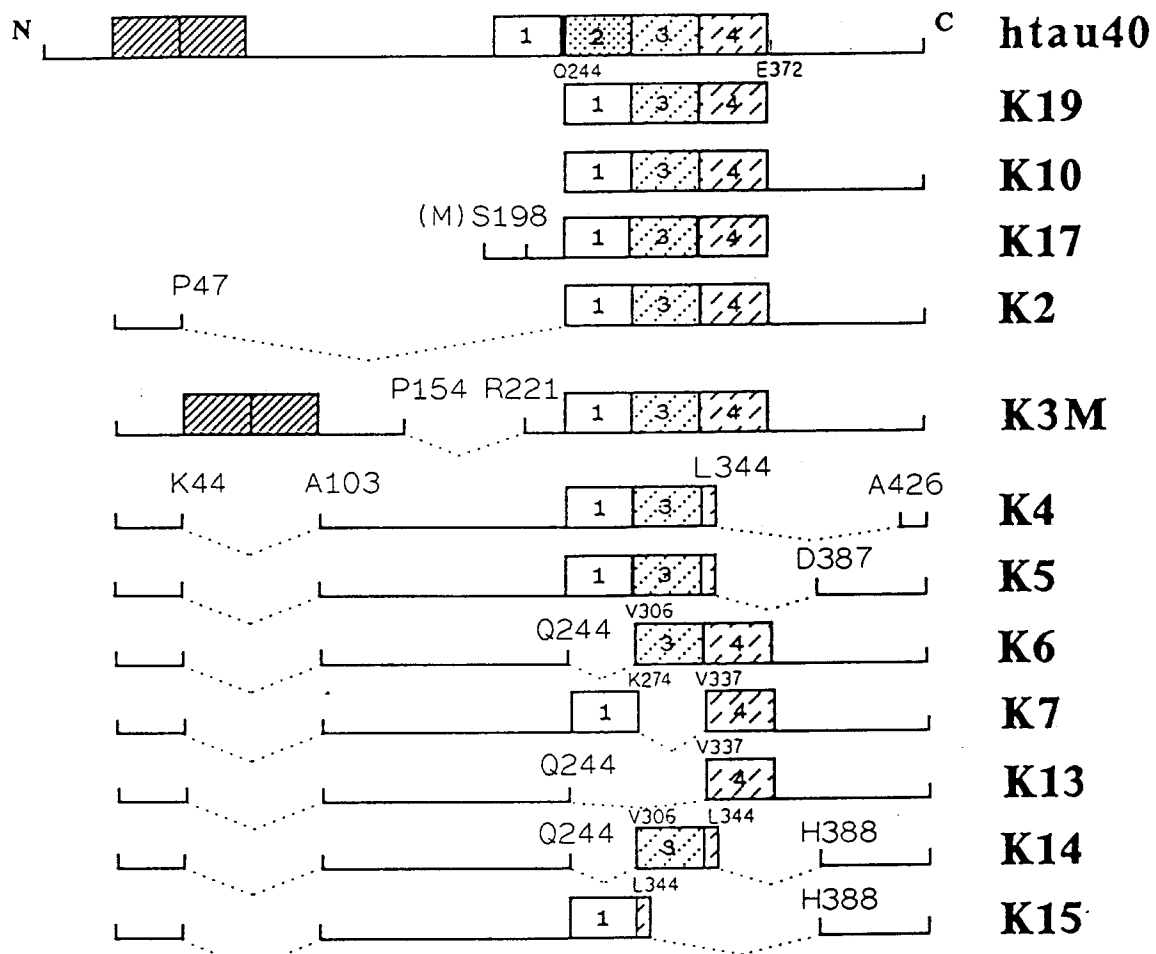 N 1 2 3 4 C htau40
Q244 E372
1 3 4 K19
1 3 4 K10
(M) S198
1 3 4 K17
P47
1 3 4 K2
P154 R221
1 3 4 K3M
K44 A103 L344 A426
1 3 K4
D387
1 3 K5
V306
Q244
3 4 K6
K274 V337
1 4 K7
V337
Q244
4 K13
V306 L344
Q244 H388
3 K14
L344
H388
1 K15